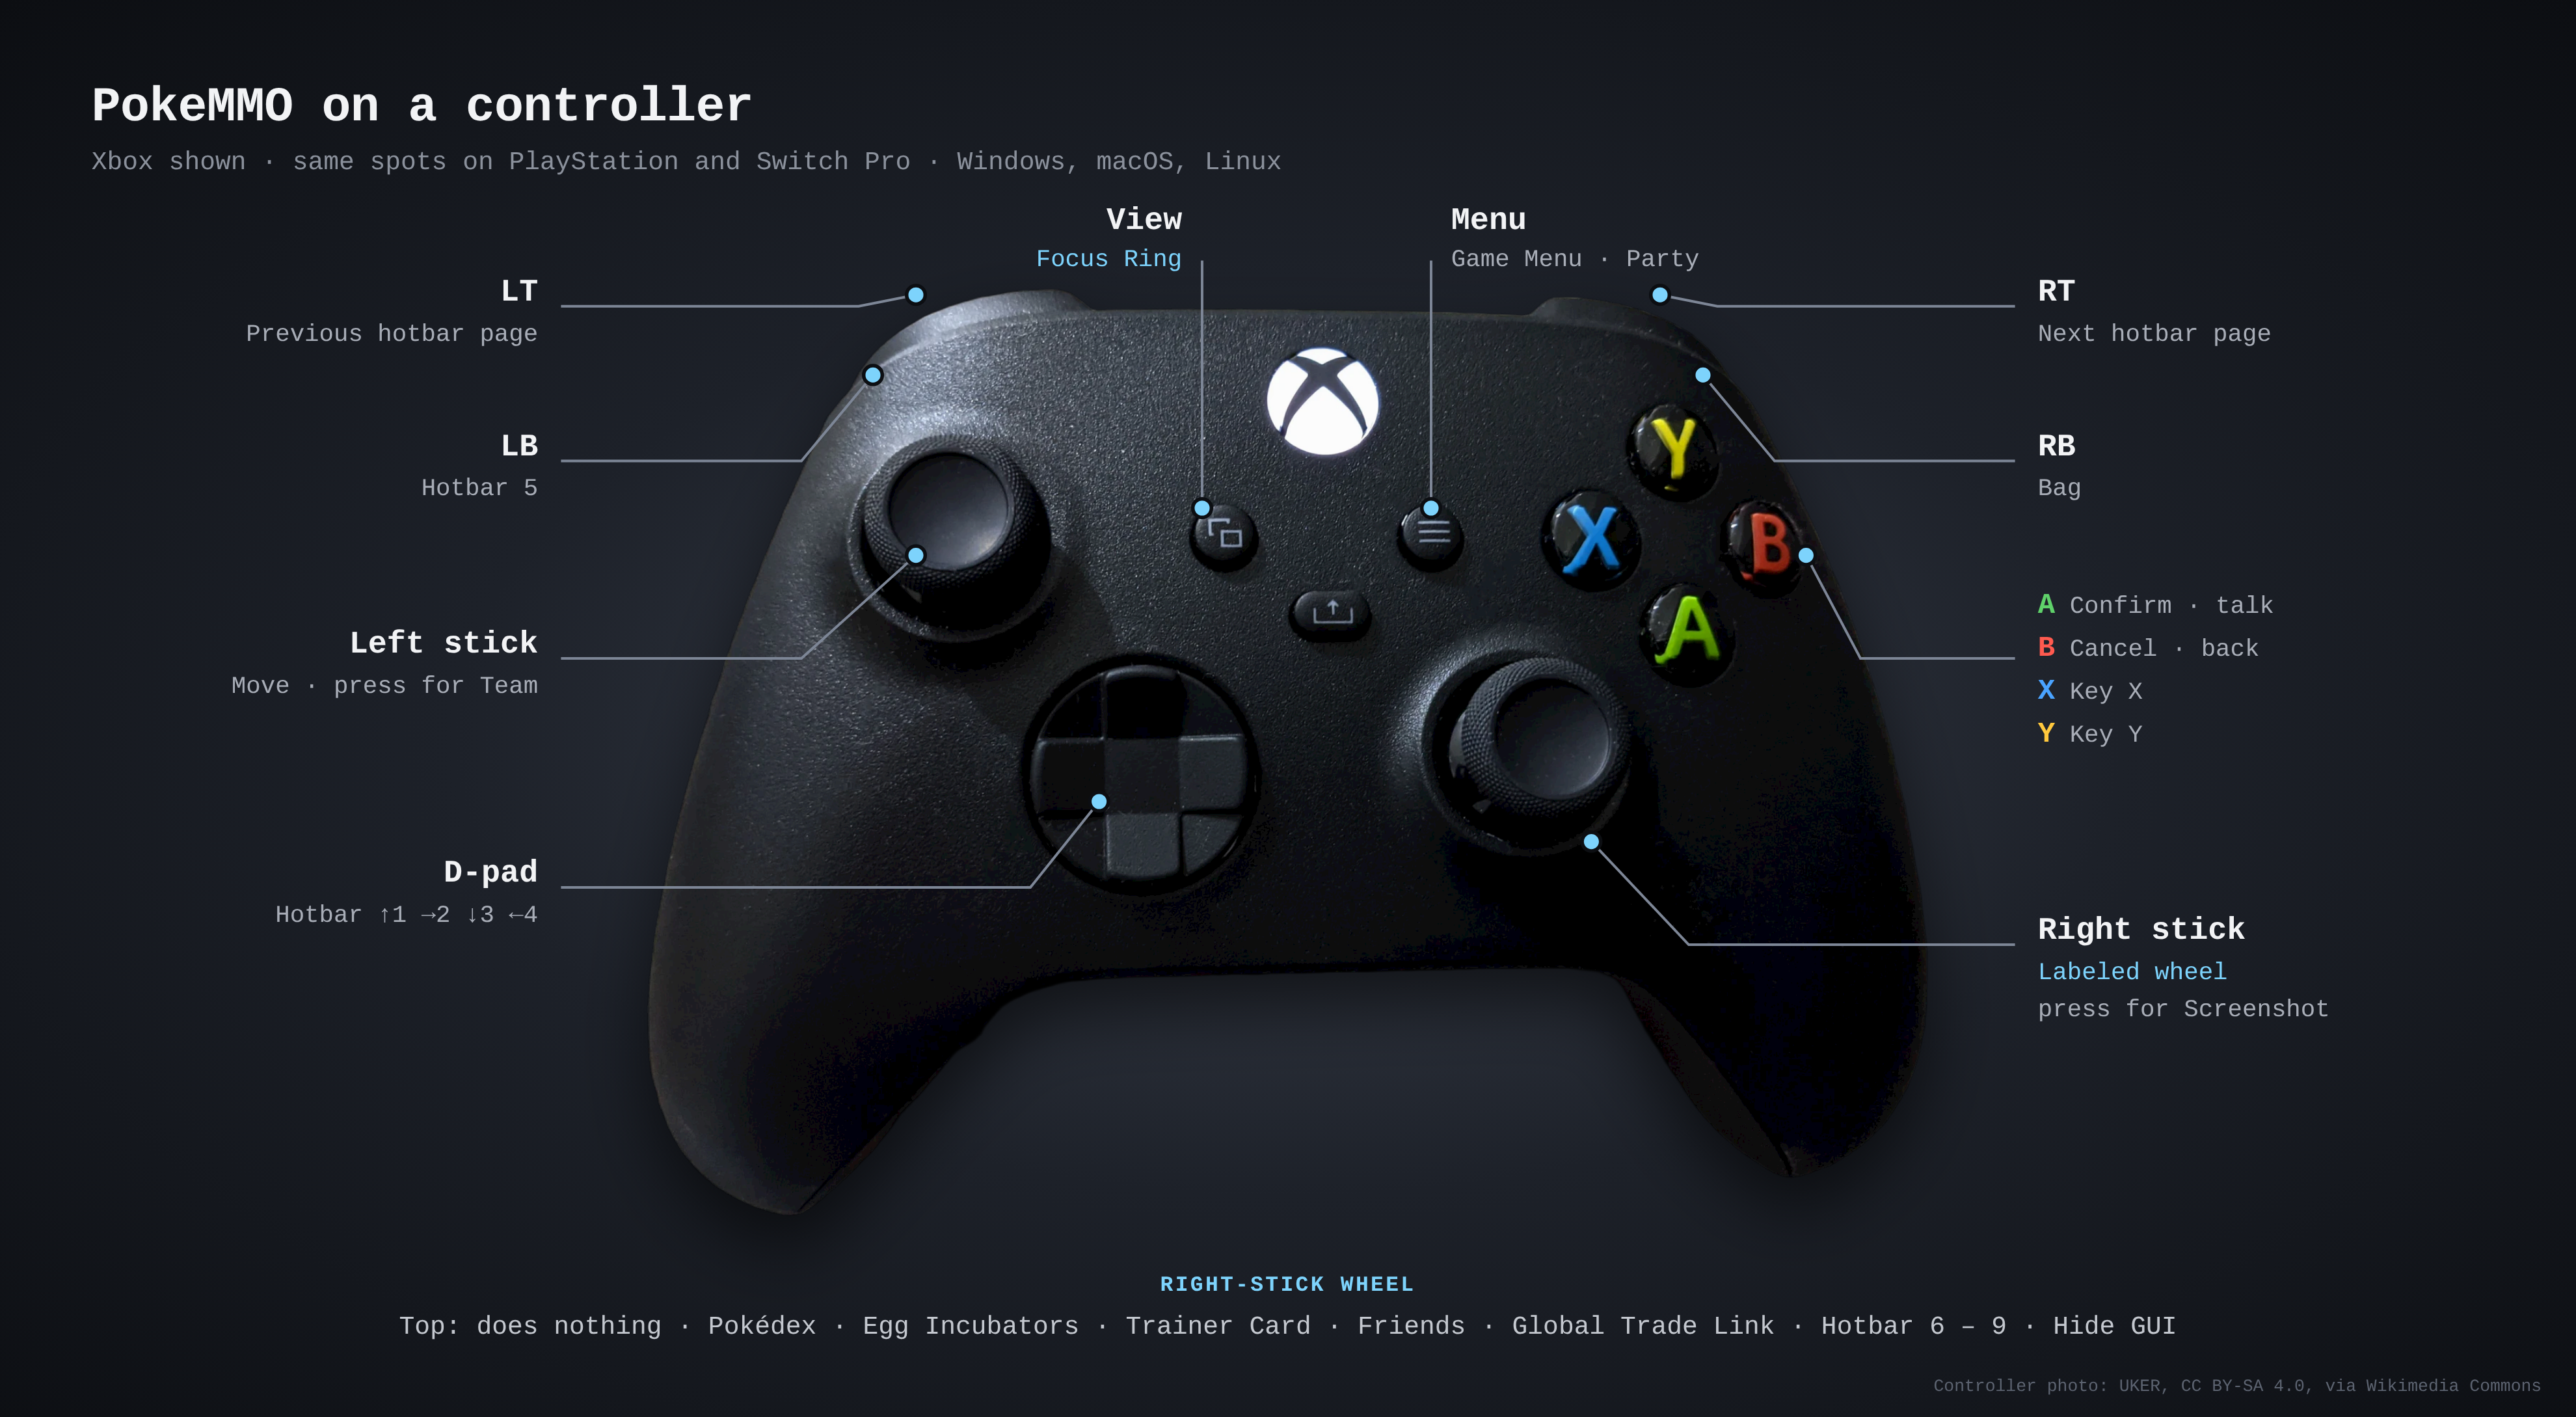 PokeMMO on a controller
Xbox shown · same spots on PlayStation and Switch Pro · Windows, macOS, Linux
View
Focus Ring
Menu
Game Menu · Party
LT
Previous hotbar page
LB
Hotbar 5
Left stick
Move · press for Team
D-pad
Hotbar ↑1 →2 ↓3 ←4
RT
Next hotbar page
RB
Bag
Y
X
B
A
A Confirm · talk
B Cancel · back
X Key X
Y Key Y
Right stick
Labeled wheel
press for Screenshot
RIGHT-STICK WHEEL
Top: does nothing · Pokédex · Egg Incubators · Trainer Card · Friends · Global Trade Link · Hotbar 6 – 9 · Hide GUI
Controller photo: UKER, CC BY-SA 4.0, via Wikimedia Commons